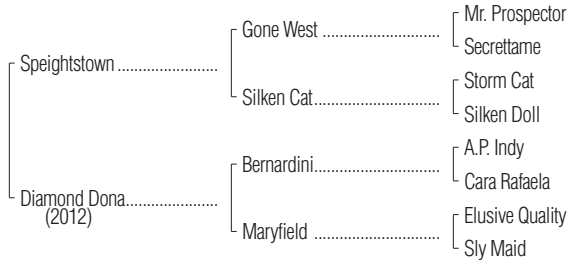 Mr. Prospector
Gone West ........................
Secrettame
Speightstown ....................
Storm Cat
Silken Cat..........................
Silken Doll
A.P. Indy
Bernardini..........................
Cara Rafaela
Diamond Dona..................
(2012)
Elusive Quality
Maryfield ..........................
Sly Maid